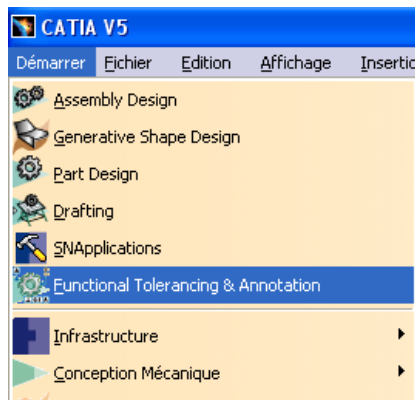 CATIA V5
Démarrer Fichier Edition Affichage Insertio
Assembly Design
Generative Shape Design
Part Design
Drafting
SNApplications
Functional Tolerancing & Annotation
Infrastructure
Conception Mécanique